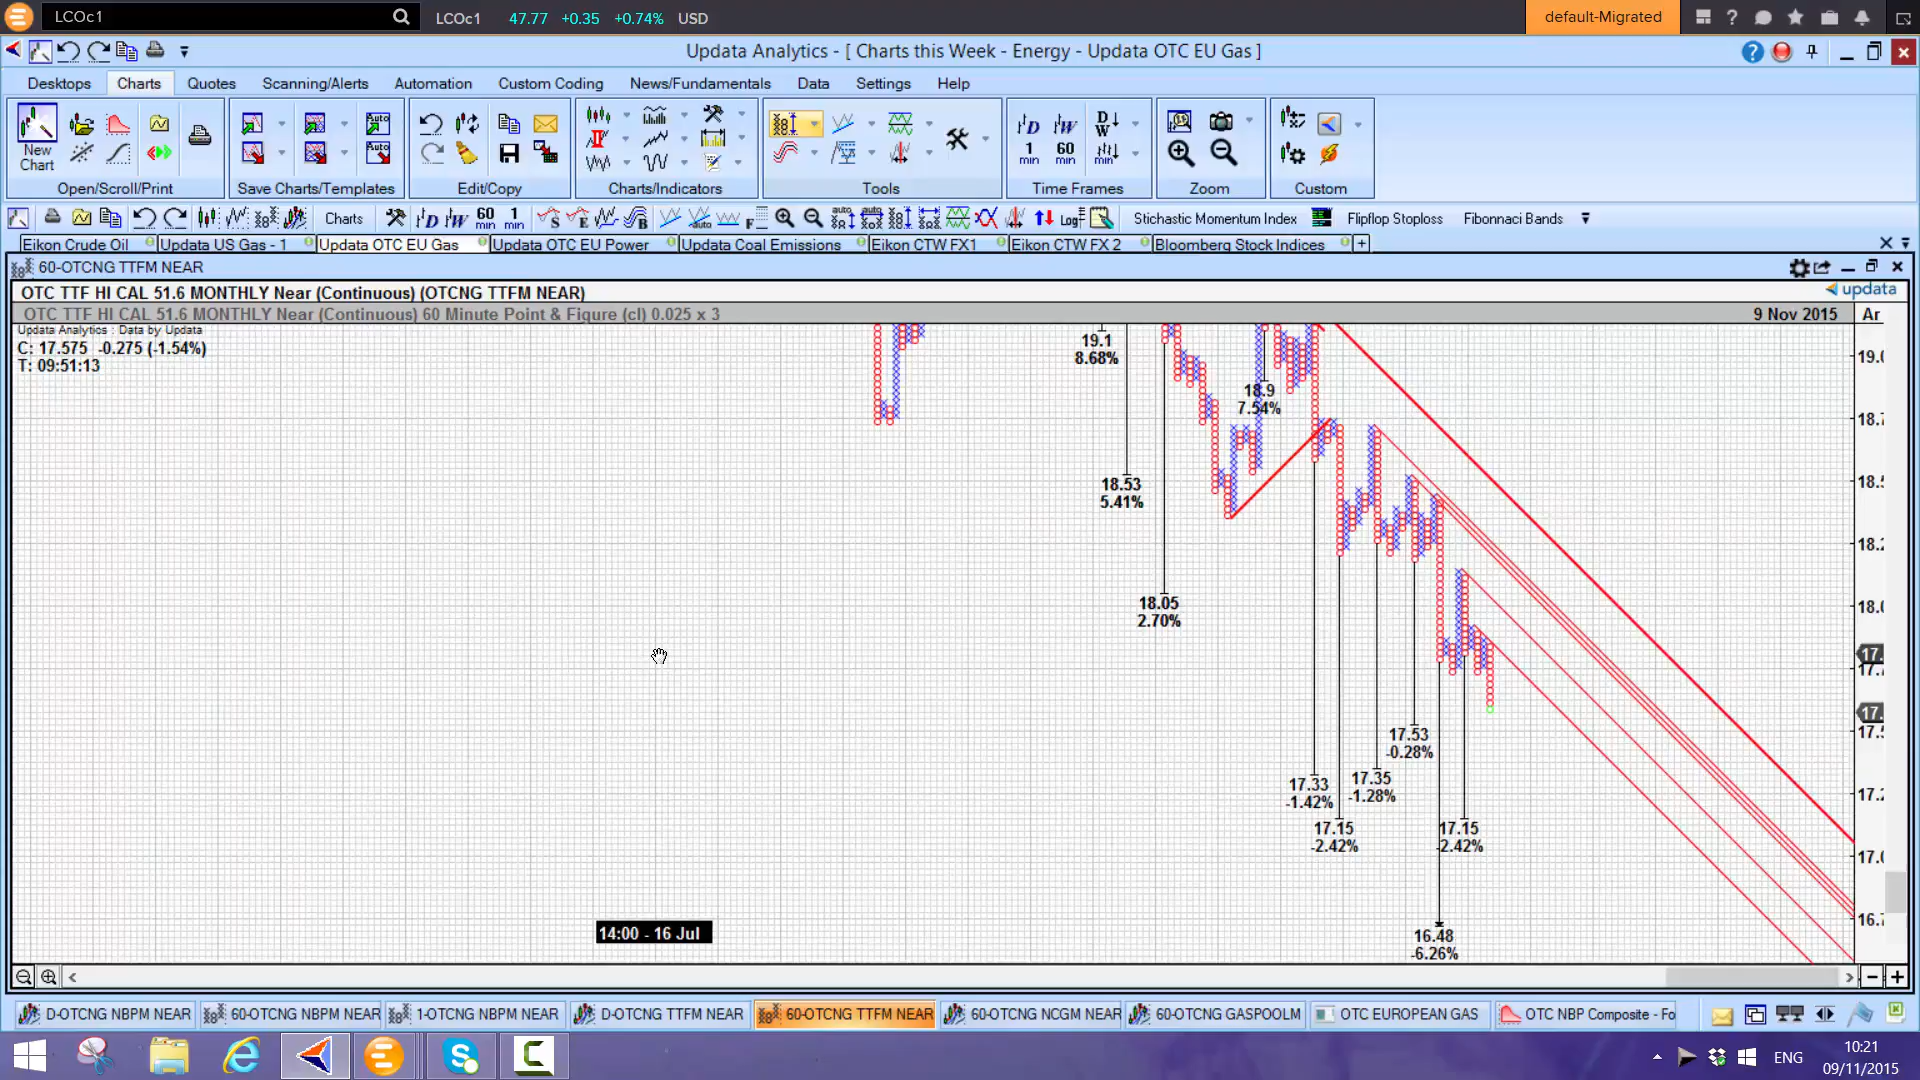 LCOc1
LCOc1 47.77 +0.35 +0.74% USD
default-Migrated
Updata Analytics - [ Charts this Week - Energy - Updata OTC EU Gas ]
Desktops Charts Quotes Scanning/Alerts Automation Custom Coding News/Fundamentals Data Settings Help
New
Chart
Auto
Auto
D W D
W
1 60
min min
Open/Scroll/Print Save Charts/Templates Edit/Copy Charts/Indicators Tools Time Frames Zoom Custom
Charts D W 60 min 1 min Stichastic Momentum Index Flipflop Stoploss Fibonnaci Bands
Eikon Crude Oil Updata US Gas - 1 Updata OTC EU Gas Updata OTC EU Power Updata Coal Emissions Eikon CTW FX1 Eikon CTW FX 2 Bloomberg Stock Indices
60-OTCNG TTFM NEAR
OTC TTF HI CAL 51.6 MONTHLY Near (Continuous) (OTCNG TTFM NEAR)
updata
OTC TTF HI CAL 51.6 MONTHLY Near (Continuous) 60 Minute Point & Figure (cl) 0.025 x 3
9 Nov 2015 Ar
Updata Analytics : Data by Updata
C: 17.575 -0.275 (-1.54%)
T: 09:51:13
19.1
8.68%
18.9
7.54%
18.53
5.41%
18.05
2.70%
17.53
-0.28%
17.33
-1.42%
17.35
-1.28%
17.15
-2.42%
17.15
-2.42%
16.48
-6.26%
14:00 - 16 Jul
D-OTCNG NBPM NEAR 60-OTCNG NBPM NEAR 1-OTCNG NBPM NEAR D-OTCNG TTFM NEAR 60-OTCNG TTFM NEAR 60-OTCNG NCGM NEAR 60-OTCNG GASPOOLM OTC EUROPEAN GAS OTC NBP Composite - Fo
ENG
10:21
09/11/2015